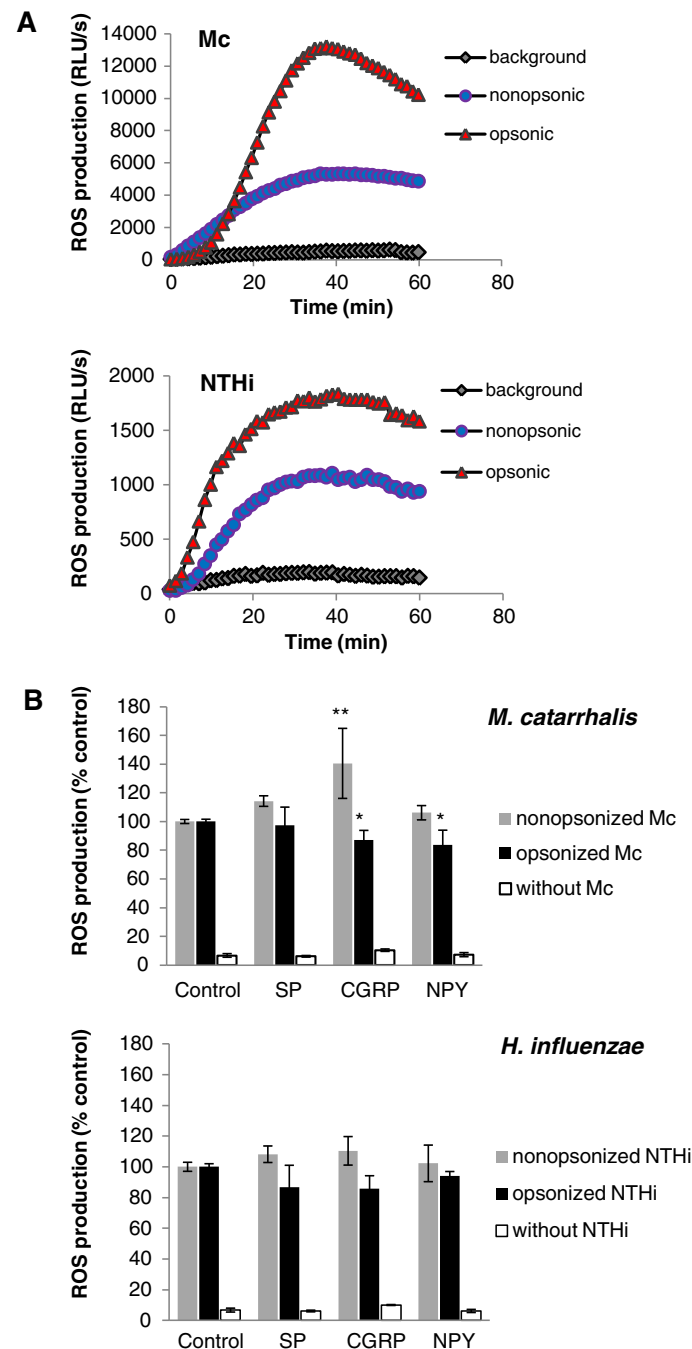 A
Mc
ROS production (RLU/s)
14000
12000
10000
8000
6000
4000
2000
0
0 20 40 60 80
Time (min)
background
nonopsonic
opsonic
NTHi
ROS production (RLU/s)
2000
1500
1000
500
0
0 20 40 60 80
Time (min)
background
nonopsonic
opsonic
B
M. catarrhalis
ROS production (% control)
180
160
140
120
100
80
60
40
20
0
**
*
*
Control SP CGRP NPY
nonopsonized Mc
opsonized Mc
without Mc
H. influenzae
ROS production (% control)
180
160
140
120
100
80
60
40
20
0
Control SP CGRP NPY
nonopsonized NTHi
opsonized NTHi
without NTHi